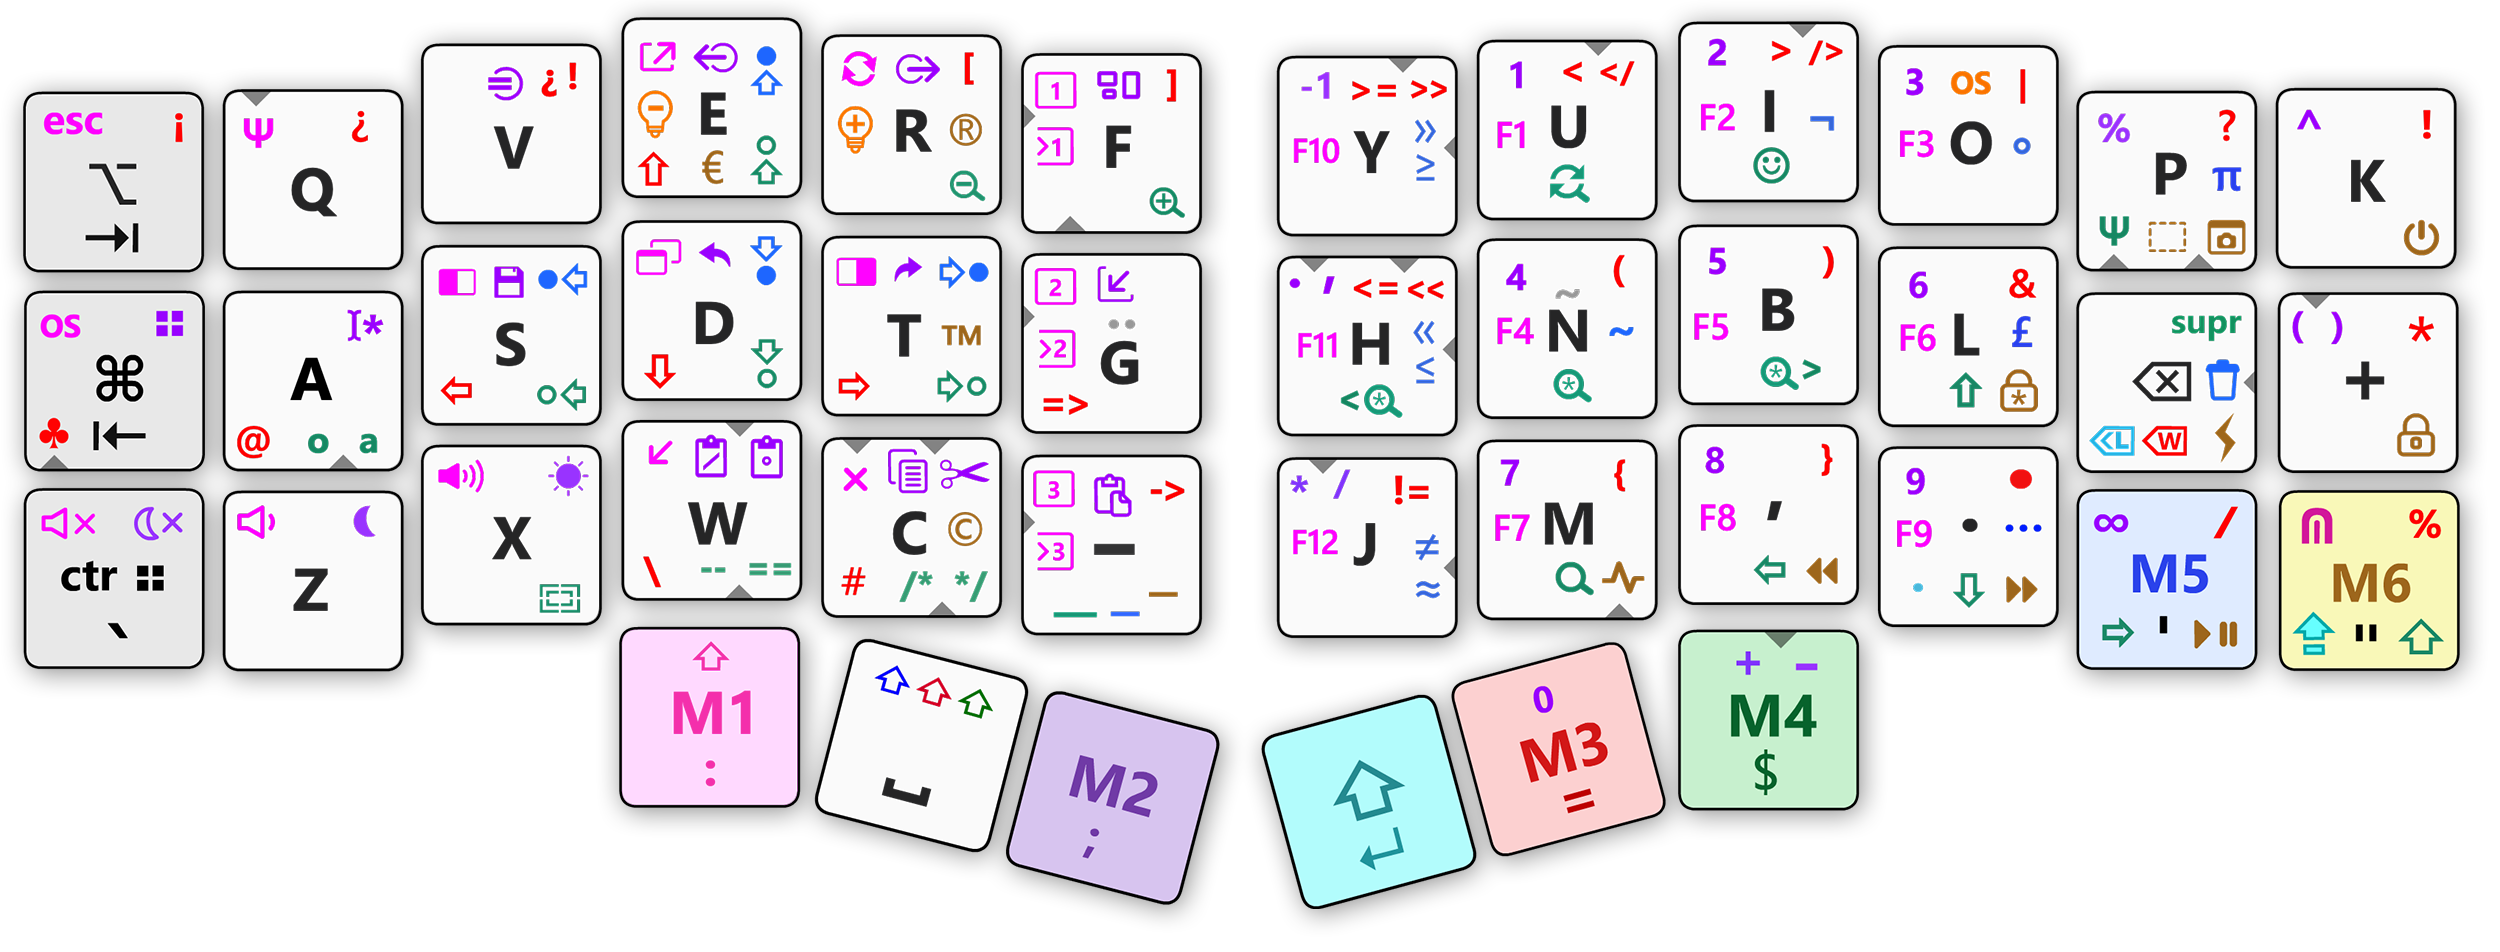 esc ¡
Ψ ¿
Q
¿ !
V
E
€
[
R ®
1 ]
>1 F
-1 >= >>
F10 Y »
≥
1 < </
F1 U
2 > />
F2 I ¬
3 OS |
F3 O °
% ?
P π
Ψ
^ !
K
OS
A *
@ o a
S
D
T TM
2
>2 G ¨
=>
• ' <= <<
F11 H «
≤
< *
4 ~ (
F4 N ~
*
5 )
F5 B
* >
6 &
F6 L £
*
supr
L W
( ) *
+
ctr
`
Z
X
W
\ -- ==
C ©
# /* */
3 ->
>3 –
_ _ _
* / !=
F12 J ≠
≈
7 {
F7 M
8 }
F8 ,
9 •
F9 . ...
·
∞ /
M5
'
%
M6
"
M1
:
M2
;
0
M3
=
+ -
M4
$